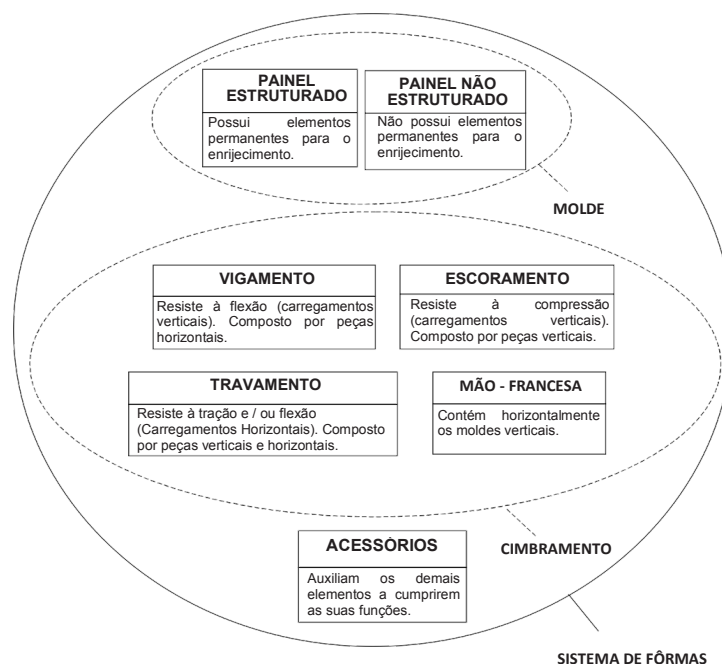 PAINEL
ESTRUTURADO
Possui elementos
permanentes para o
enrijecimento.
PAINEL NÃO
ESTRUTURADO
Não possui elementos
permanentes para o
enrijecimento.
MOLDE
VIGAMENTO
Resiste à flexão (carregamentos
verticais). Composto por peças
horizontais.
ESCORAMENTO
Resiste à compressão
(carregamentos verticais).
Composto por peças verticais.
TRAVAMENTO
Resiste à tração e / ou flexão
(Carregamentos Horizontais). Composto
por peças verticais e horizontais.
MÃO - FRANCESA
Contém horizontalmente
os moldes verticais.
ACESSÓRIOS
Auxiliam os demais
elementos a cumprirem
as suas funções.
CIMBRAMENTO
SISTEMA DE FÔRMAS